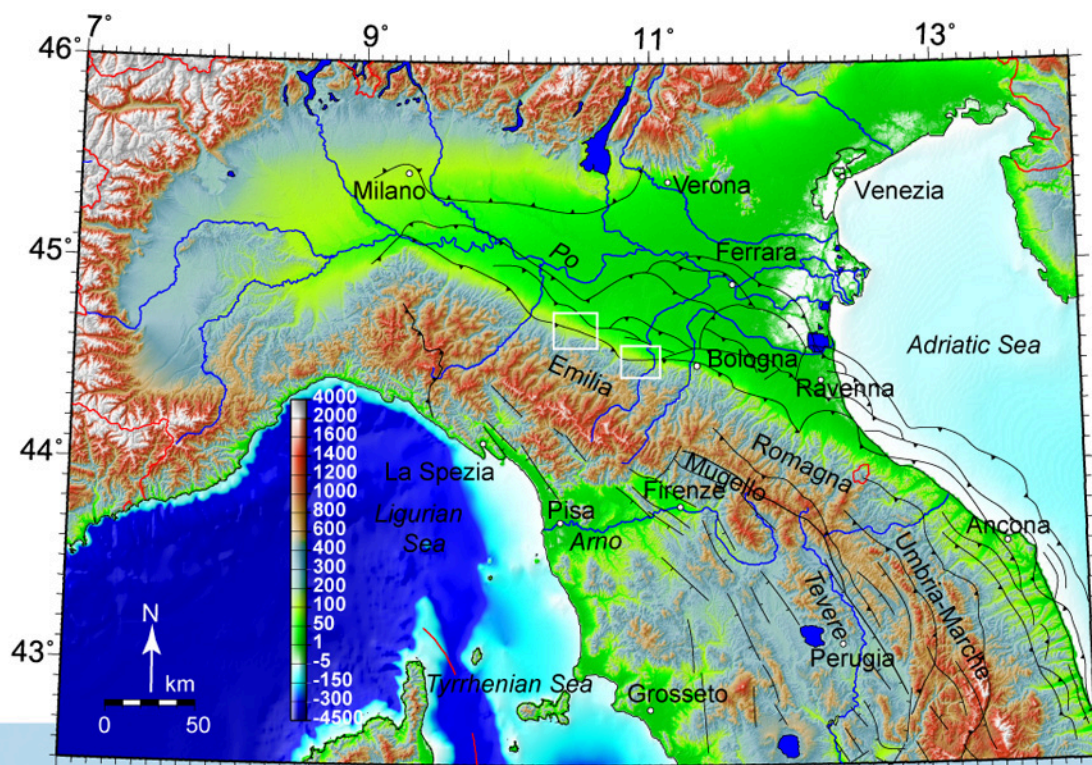 7°
9°
11°
13°
46°
Milano
Verona
Venezia
45°
Po
Ferrara
Adriatic Sea
Bologna
Emilia
Ravenna
44°
4000
2000
1600
1400
1200
1000
800
600
400
300
200
100
50
1
-5
-150
-300
-4500
La Spezia
Romagna
Mugello
Firenze
Ligurian
Sea
Pisa
Arno
Ancona
Umbria-Marche
Tevere
N
43°
km
0
50
Perugia
Tyrrhenian Sea
Grosseto